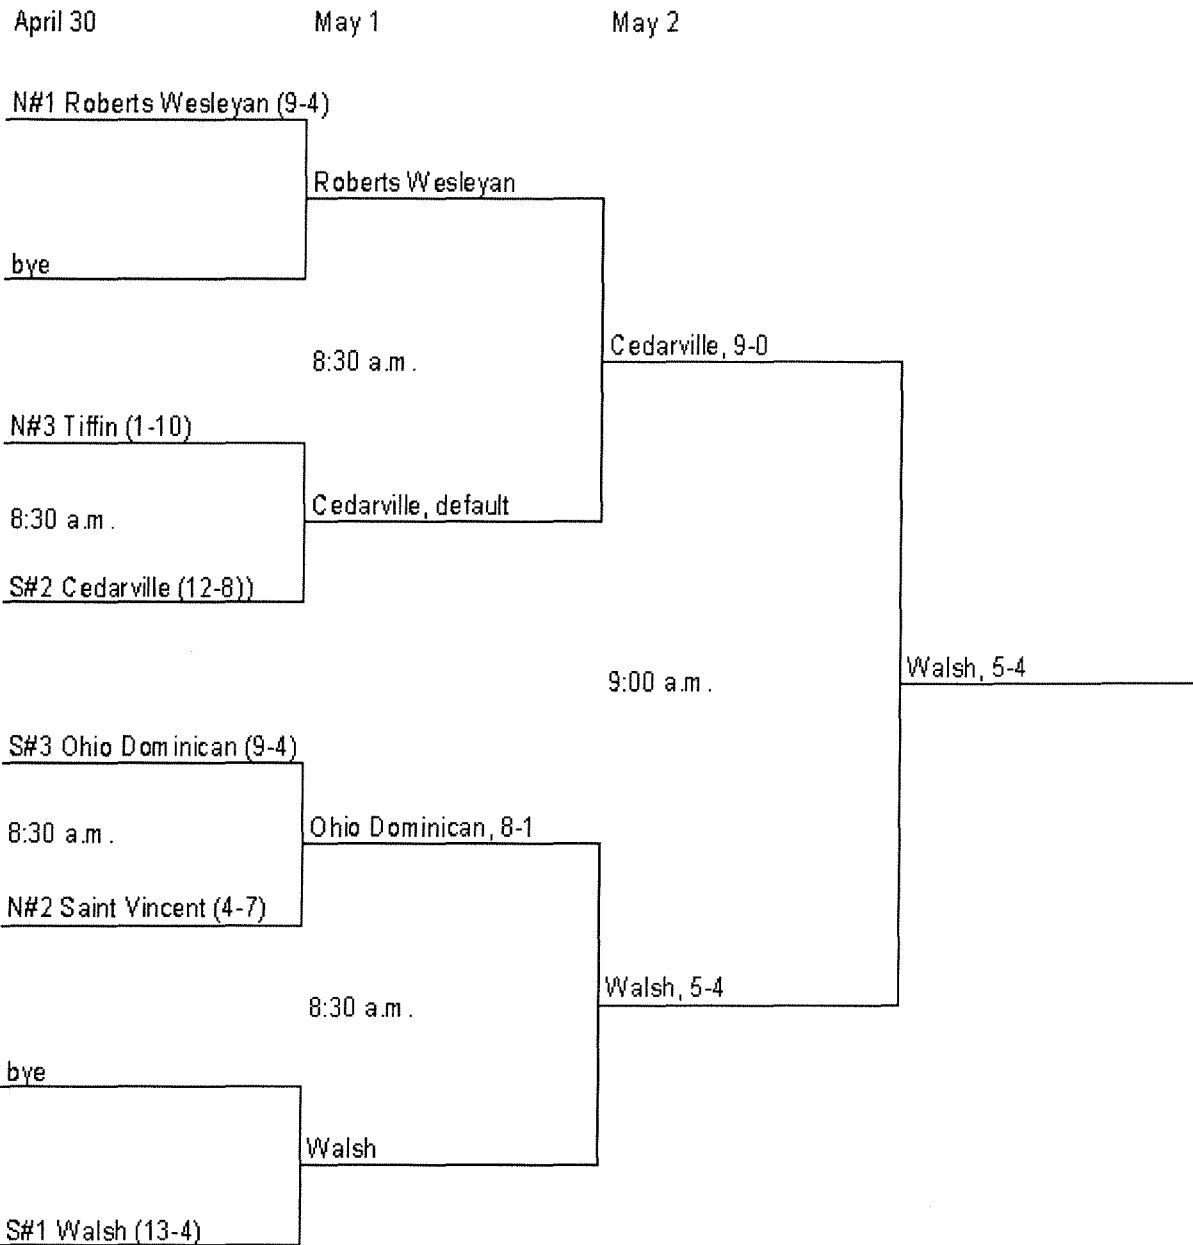 April 30 May 1 May 2
N#1 Roberts Wesleyan (9-4)
Roberts Wesleyan
bye
8:30 a.m.
Cedarville, 9-0
N#3 Tiffin (1-10)
Cedarville, default
8:30 a.m.
S#2 Cedarville (12-8))
9:00 a.m.
Walsh, 5-4
S#3 Ohio Dominican (9-4)
8:30 a.m.
Ohio Dominican, 8-1
N#2 Saint Vincent (4-7)
8:30 a.m.
Walsh, 5-4
bye
Walsh
S#1 Walsh (13-4)